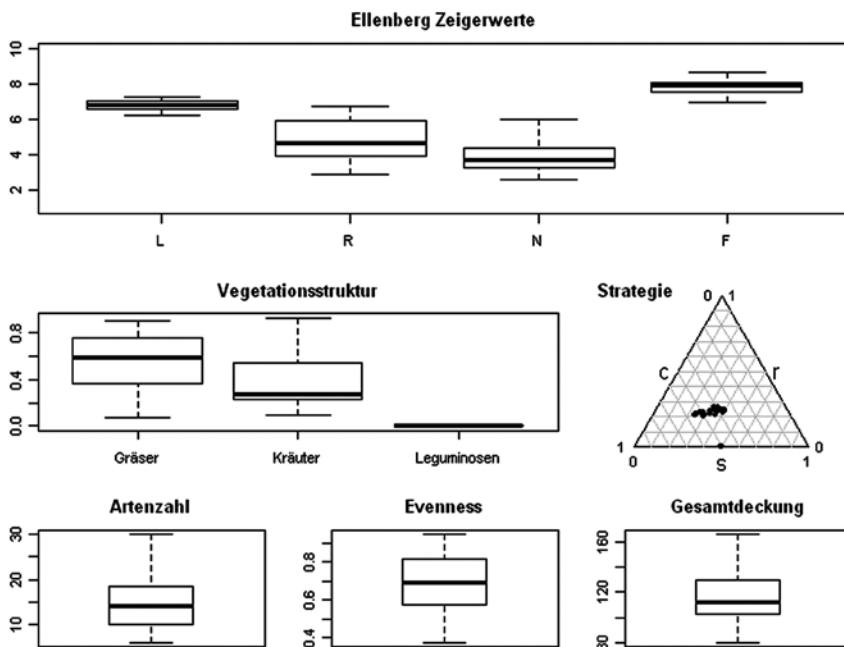 Ellenberg Zeigerwerte
10
8
6
4
2
L R N F
Vegetationsstruktur
0.8
0.4
0.0
Gräser Kräuter Leguminosen
Strategie
0 1
c r
1 0
0 S 1
Artenzahl
30
20
10
Evenness
0.8
0.6
0.4
Gesamtdeckung
160
120
80